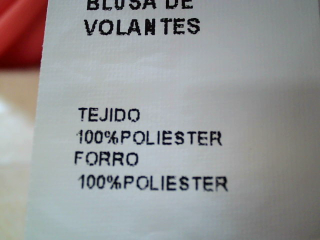 BLUSA DE
VOLANTES
TEJIDO
100%POLIESTER
FORRO
100%POLIESTER